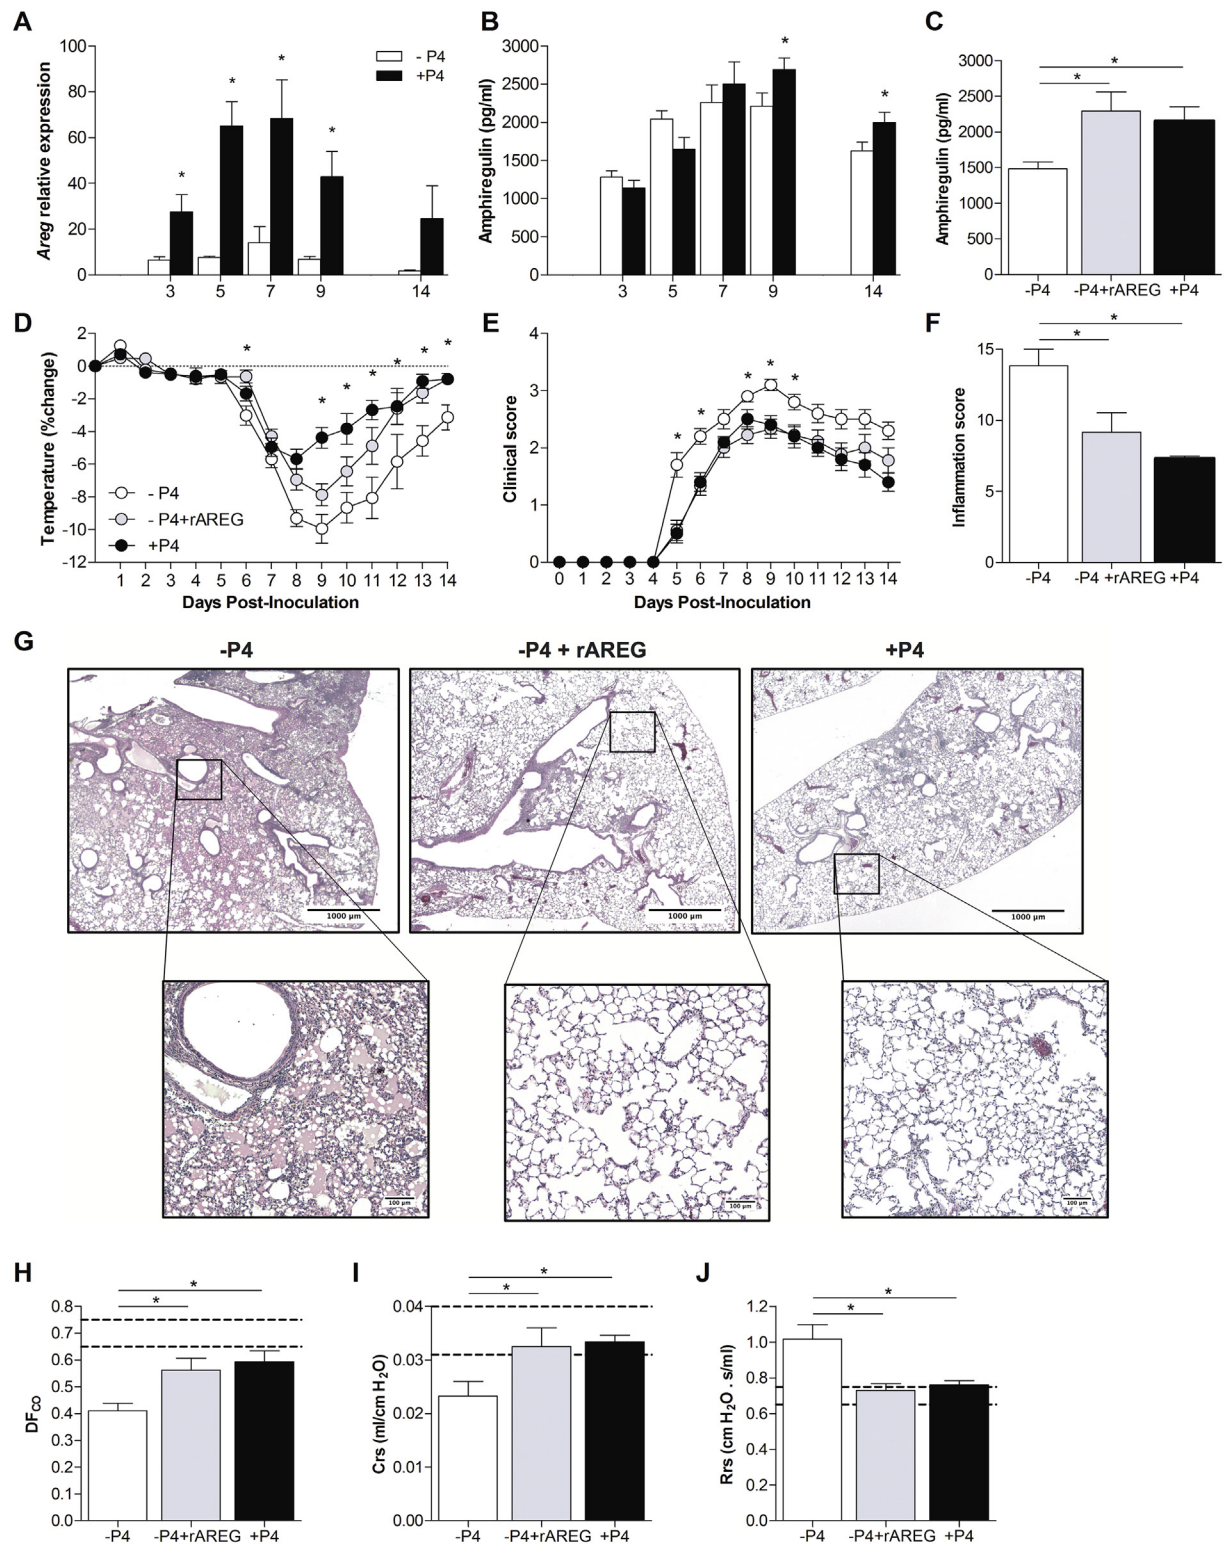 A
Areg relative expression
100
80
60
40
20
0
- P4
+P4
* * * *
3 5 7 9 14
B
Amphiregulin (pg/ml)
3000
2500
2000
1500
1000
500
0
* *
3 5 7 9 14
C
Amphiregulin (pg/ml)
3000
2500
2000
1500
1000
500
0
*
*
-P4 -P4+rAREG +P4
D
Temperature (%change)
2
0
-2
-4
-6
-8
-10
-12
* * * * * * *
- P4
- P4+rAREG
+P4
1 2 3 4 5 6 7 8 9 10 11 12 13 14
Days Post-Inoculation
E
Clinical score
4
3
2
1
0
* * * * *
0 1 2 3 4 5 6 7 8 9 10 11 12 13 14
Days Post-Inoculation
F
Inflammation score
15
10
5
0
*
*
-P4 -P4 +rAREG +P4
G
-P4 -P4 + rAREG +P4
1000 µm 1000 µm 1000 µm
100 µm 100 µm 100 µm
H
DFCO
0.8
0.7
0.6
0.5
0.4
0.3
0.2
0.1
0.0
*
*
-P4 -P4+rAREG +P4
I
Crs (ml/cm H2O)
0.04
0.03
0.02
0.01
0.00
*
*
-P4 -P4+rAREG +P4
J
Rrs (cm H2O . s/ml)
1.2
1.0
0.8
0.6
0.4
0.2
0.0
*
*
-P4 -P4+rAREG +P4